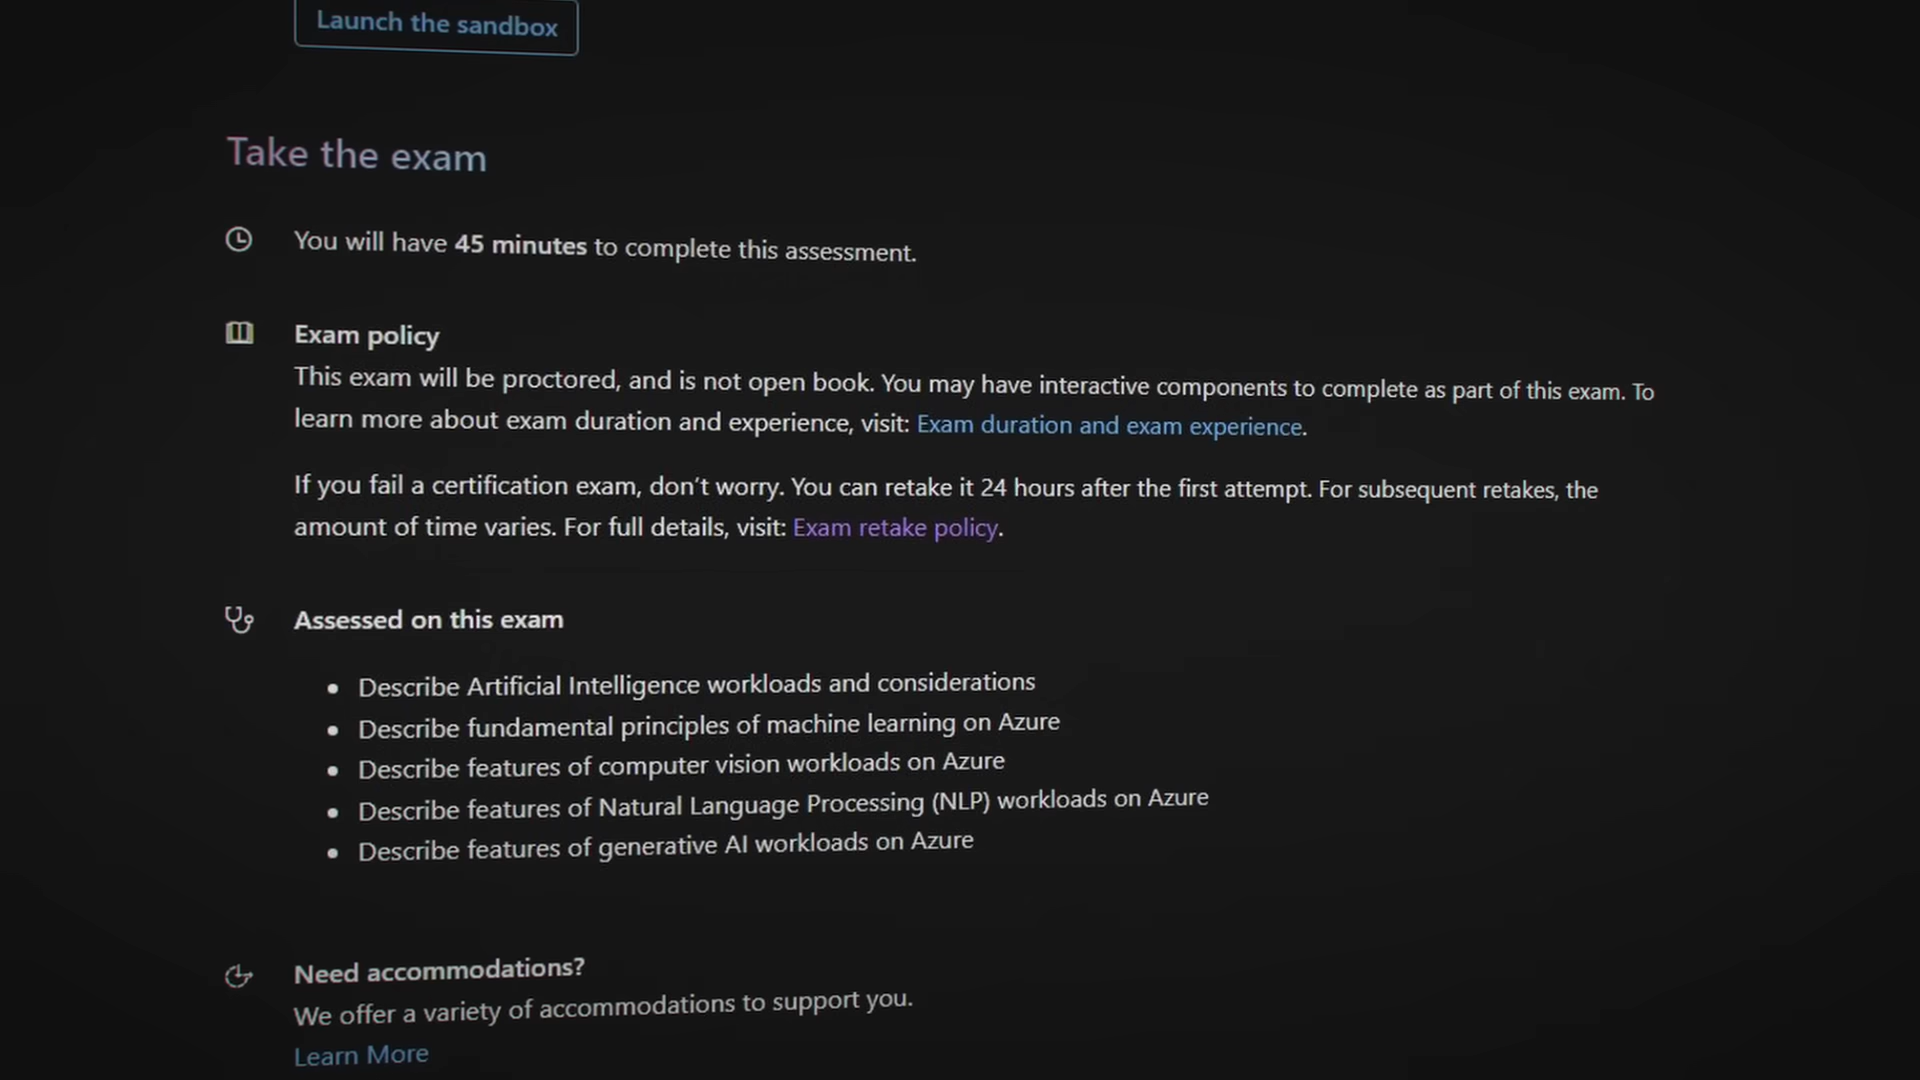 Launch the sandbox
Take the exam
You will have 45 minutes to complete this assessment.
Exam policy
This exam will be proctored, and is not open book. You may have interactive components to complete as part of this exam. To
learn more about exam duration and experience, visit: Exam duration and exam experience.
If you fail a certification exam, don't worry. You can retake it 24 hours after the first attempt. For subsequent retakes, the
amount of time varies. For full details, visit: Exam retake policy.
Assessed on this exam
• Describe Artificial Intelligence workloads and considerations
• Describe fundamental principles of machine learning on Azure
• Describe features of computer vision workloads on Azure
• Describe features of Natural Language Processing (NLP) workloads on Azure
• Describe features of generative AI workloads on Azure
Need accommodations?
We offer a variety of accommodations to support you.
Learn More